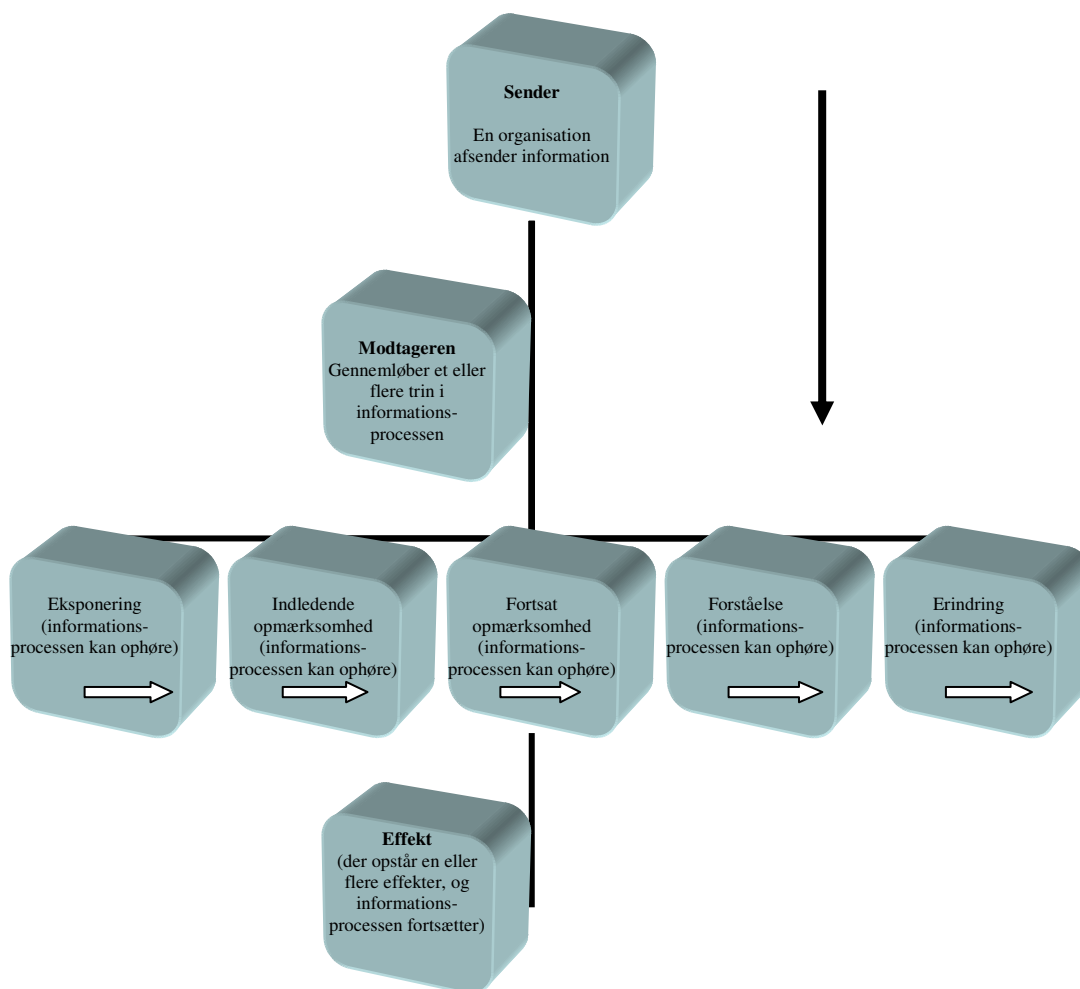 Sender
En organisation
afsender information
Modtageren
Gennemløber et eller
flere trin i
informations-
processen
Eksponering
(informations-
processen kan ophøre)
Indledende
opmærksomhed
(informations-
processen kan ophøre)
Fortsat
opmærksomhed
(informations-
processen kan ophøre)
Forståelse
(informations-
processen kan ophøre)
Erindring
(informations-
processen kan ophøre)
Effekt
(der opstår en eller
flere effekter, og
informations-
processen fortsætter)